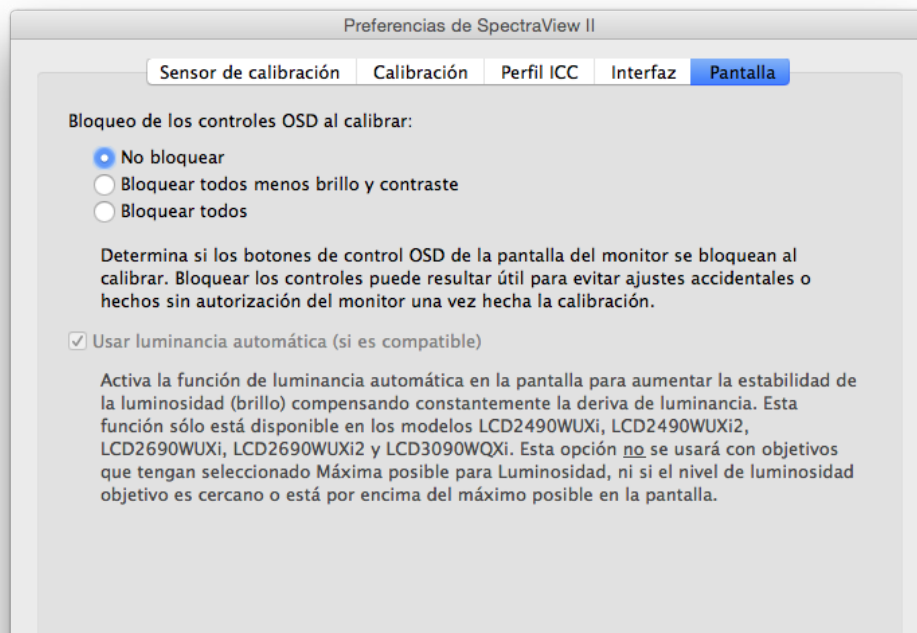 Preferencias de SpectraView II
Sensor de calibración Calibración Perfil ICC Interfaz Pantalla
Bloqueo de los controles OSD al calibrar:
No bloquear
Bloquear todos menos brillo y contraste
Bloquear todos
Determina si los botones de control OSD de la pantalla del monitor se bloquean al
calibrar. Bloquear los controles puede resultar útil para evitar ajustes accidentales o
hechos sin autorización del monitor una vez hecha la calibración.
Usar luminancia automática (si es compatible)
Activa la función de luminancia automática en la pantalla para aumentar la estabilidad de
la luminosidad (brillo) compensando constantemente la deriva de luminancia. Esta
función sólo está disponible en los modelos LCD2490WUXi, LCD2490WUXi2,
LCD2690WUXi, LCD2690WUXi2 y LCD3090WQXi. Esta opción no se usará con objetivos
que tengan seleccionado Máxima posible para Luminosidad, ni si el nivel de luminosidad
objetivo es cercano o está por encima del máximo posible en la pantalla.